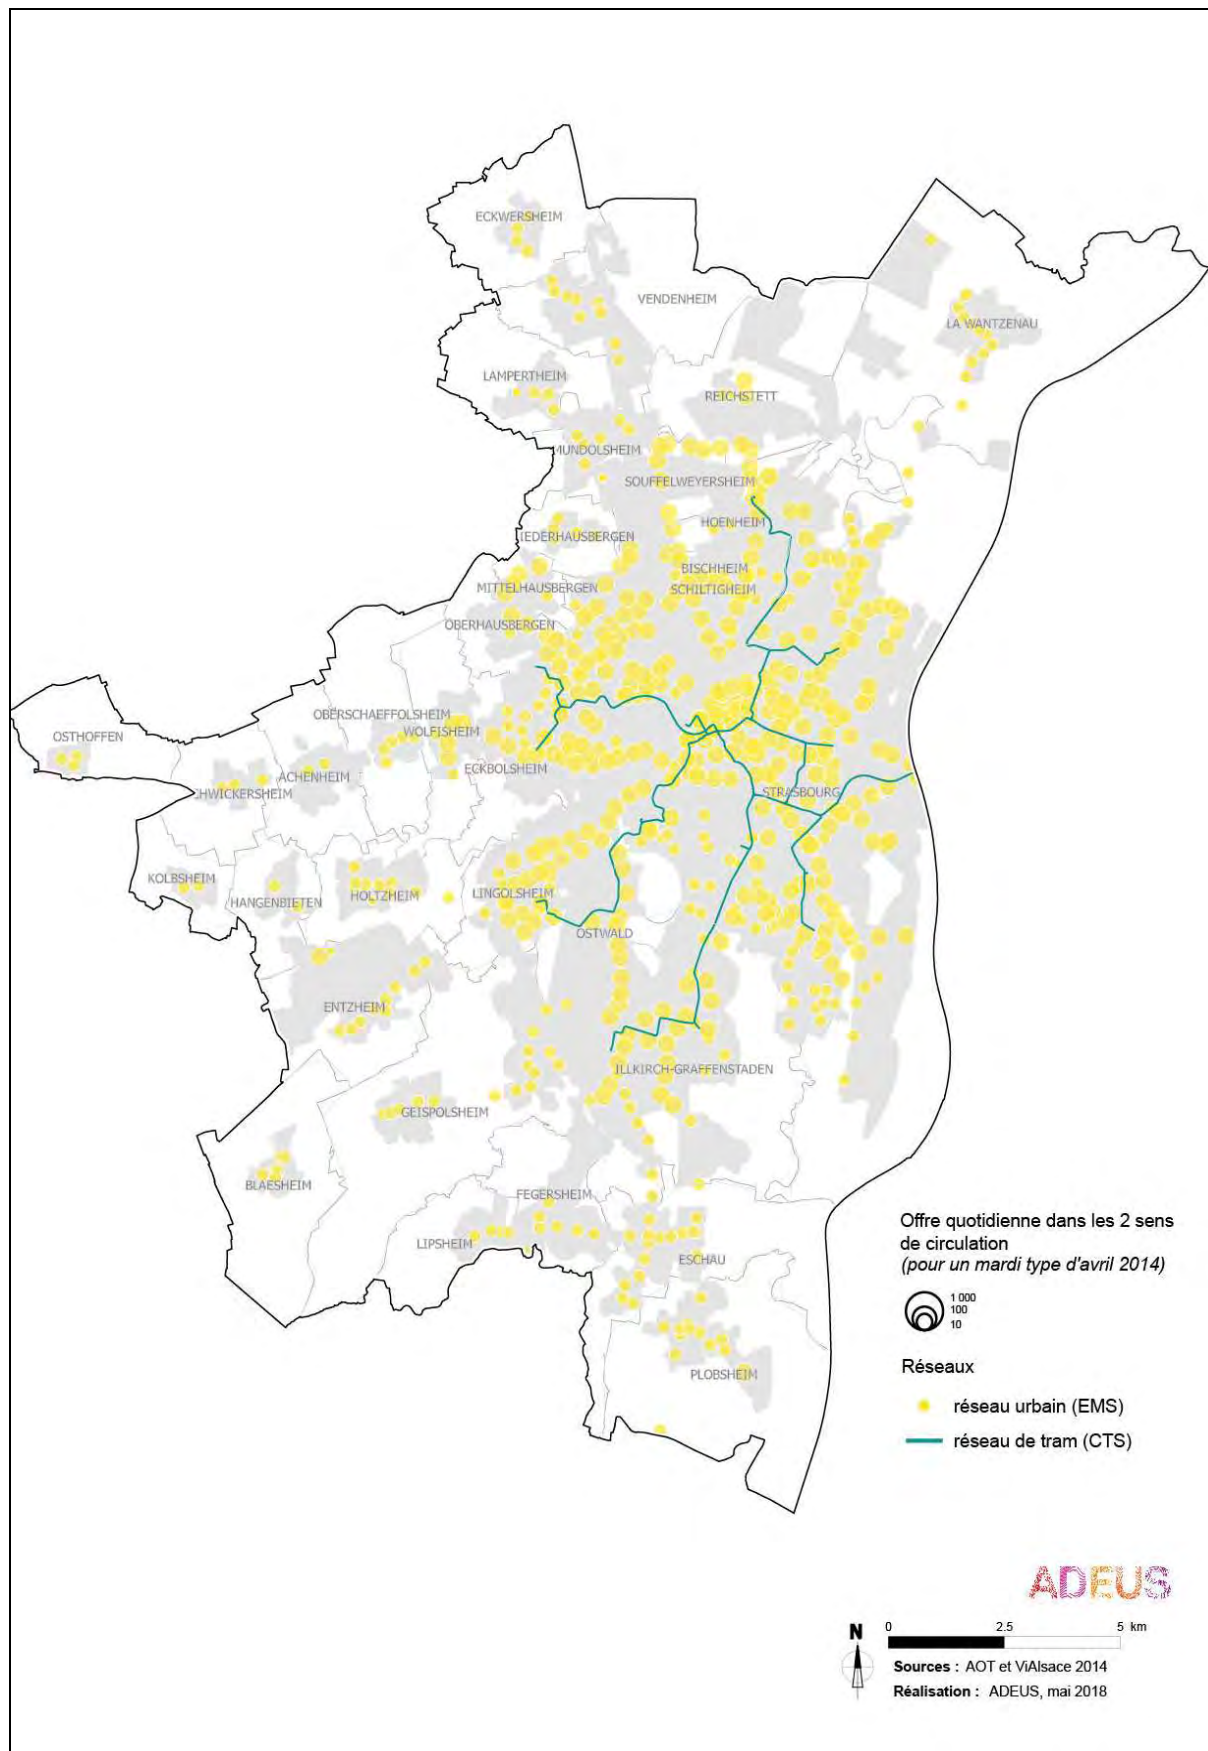 ECKWERSHEIM
VENDENHEIM
LA WANTZENAU
LAMPERTHEIM
REICHSTETT
MUNDOLSHEIM
SOUFFELWEYERSHEIM
HOENHEIM
IEDERHAUSBERGEN
BISCHHEIM
MITTELHAUSBERGEN
SCHILTIGHEIM
OBERHAUSBERGEN
OBERSCHAEFFOLSHEIM
WOLFISHEIM
OSTHOFFEN
ECKBOLSHEIM
ACHENHEIM
CHWICKERSHEIM
STRASBOURG
KOLBSHEIM
HANGENBIETEN
HOLTZHEIM
LINGOLSHEIM
OSTWALD
ENTZHEIM
ILLKIRCH-GRAFFENSTADEN
GEISPOLSHEIM
BLAESHEIM
FEGERSHEIM
LIPSHEIM
ESCHAU
PLOBSHEIM
Offre quotidienne dans les 2 sens
de circulation
(pour un mardi type d'avril 2014)
1 000
100
10
Réseaux
réseau urbain (EMS)
réseau de tram (CTS)
ADEUS
N
0 2.5 5 km
Sources : AOT et ViAlsace 2014
Réalisation : ADEUS, mai 2018